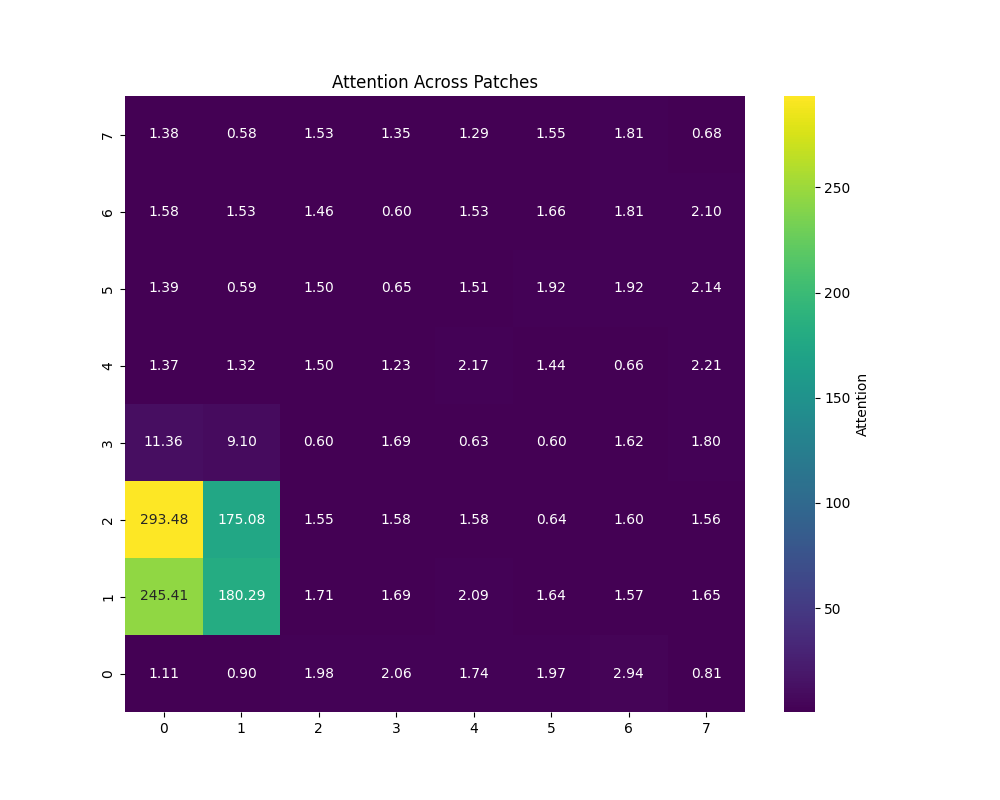 Attention Across Patches
7 1.38 0.58 1.53 1.35 1.29 1.55 1.81 0.68
6 1.58 1.53 1.46 0.60 1.53 1.66 1.81 2.10
5 1.39 0.59 1.50 0.65 1.51 1.92 1.92 2.14
4 1.37 1.32 1.50 1.23 2.17 1.44 0.66 2.21
3 11.36 9.10 0.60 1.69 0.63 0.60 1.62 1.80
2 293.48 175.08 1.55 1.58 1.58 0.64 1.60 1.56
1 245.41 180.29 1.71 1.69 2.09 1.64 1.57 1.65
0 1.11 0.90 1.98 2.06 1.74 1.97 2.94 0.81
0 1 2 3 4 5 6 7
250
200
150
100
50
Attention